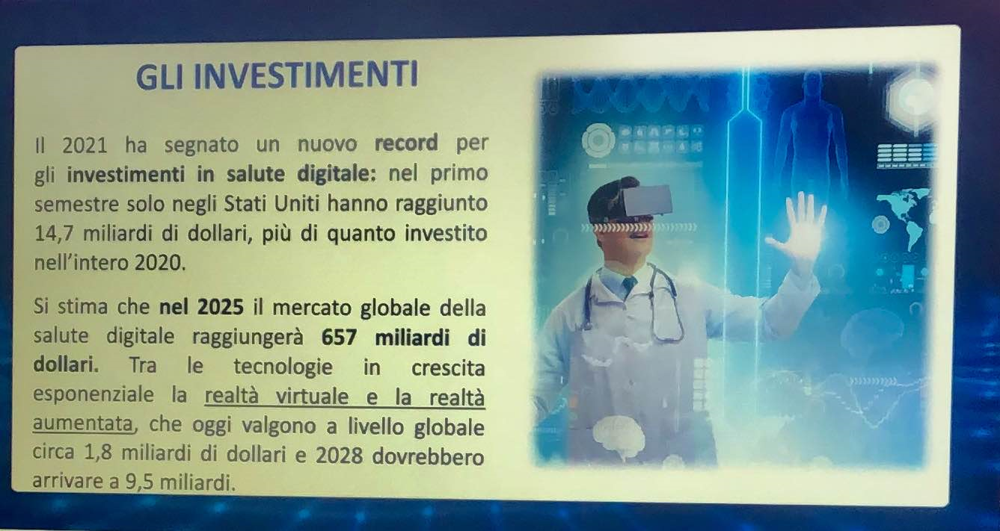 GLI INVESTIMENTI
Il 2021 ha segnato un nuovo record per
gli investimenti in salute digitale: nel primo
semestre solo negli Stati Uniti hanno raggiunto
14,7 miliardi di dollari, più di quanto investito
nell'intero 2020.
Si stima che nel 2025 il mercato globale della
salute digitale raggiungerà 657 miliardi di
dollari. Tra le tecnologie in crescita
esponenziale la realtà virtuale e la realtà
aumentata, che oggi valgono a livello globale
circa 1,8 miliardi di dollari e 2028 dovrebbero
arrivare a 9,5 miliardi.